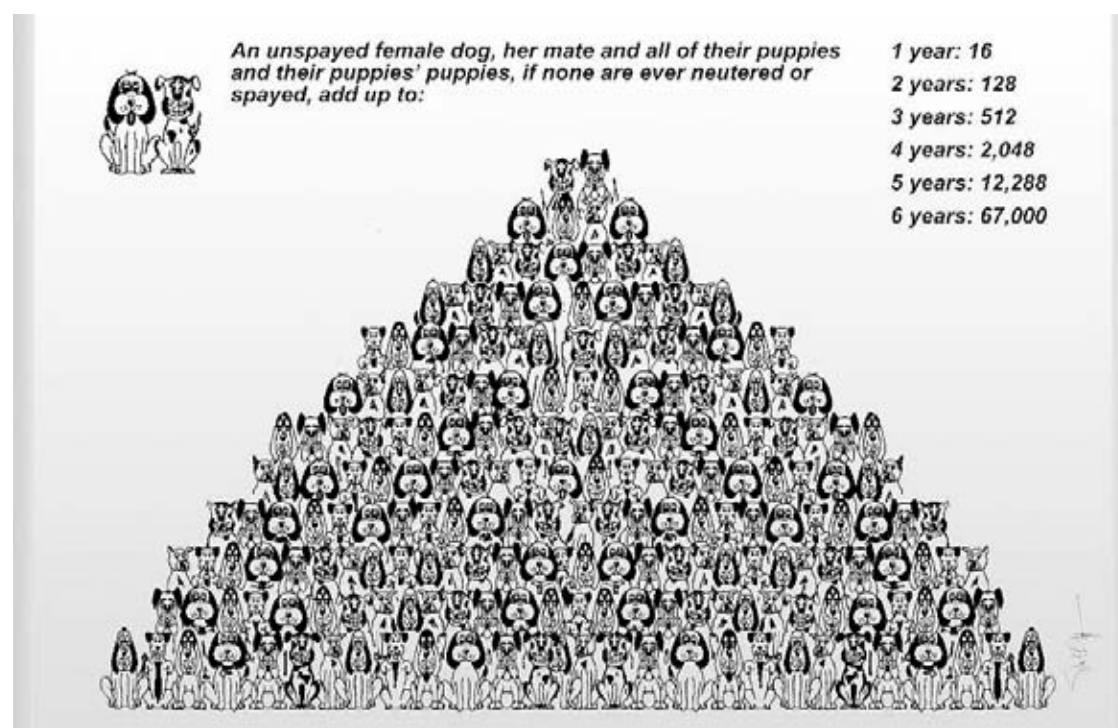 An unspayed female dog, her mate and all of their puppies
and their puppies' puppies, if none are ever neutered or
spayed, add up to:
1 year: 16
2 years: 128
3 years: 512
4 years: 2,048
5 years: 12,288
6 years: 67,000